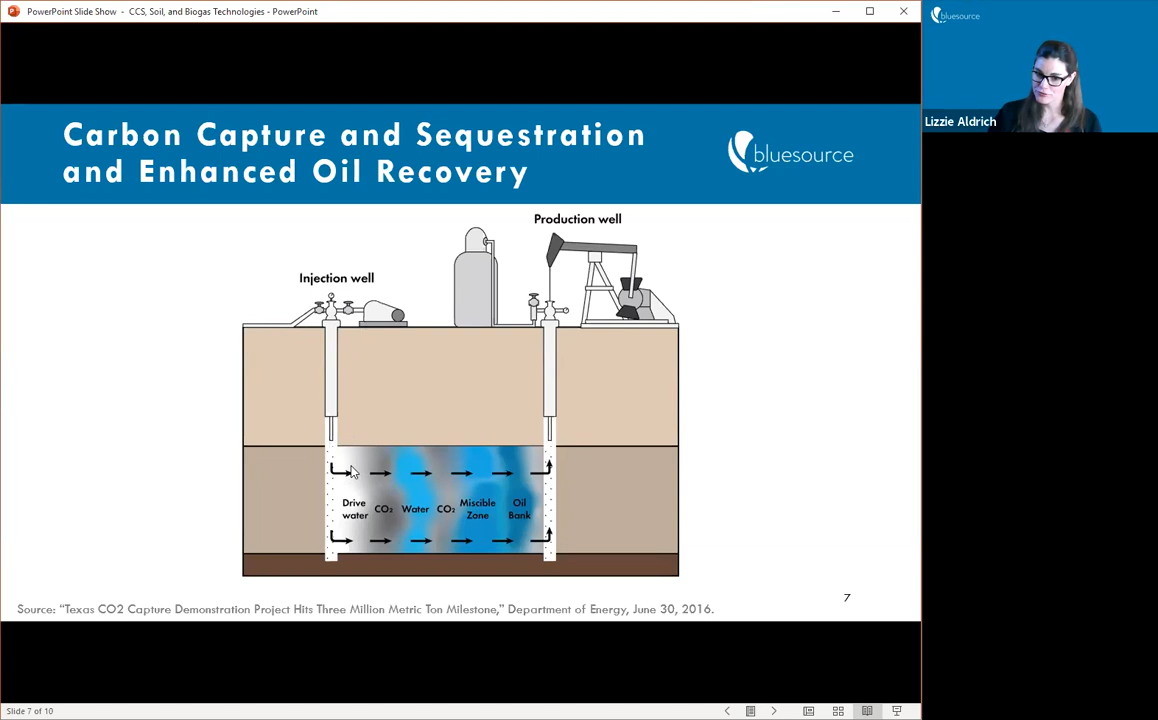 PowerPoint Slide Show - CCS, Soil, and Biogas Technologies - PowerPoint
bluesource
Lizzie Aldrich
Carbon Capture and Sequestration
and Enhanced Oil Recovery
bluesource
Production well
Injection well
Drive
water
CO₂
Water
CO₂
Miscible
Zone
Oil
Bank
Source: “Texas CO2 Capture Demonstration Project Hits Three Million Metric Ton Milestone,” Department of Energy, June 30, 2016.
7
Slide 7 of 10